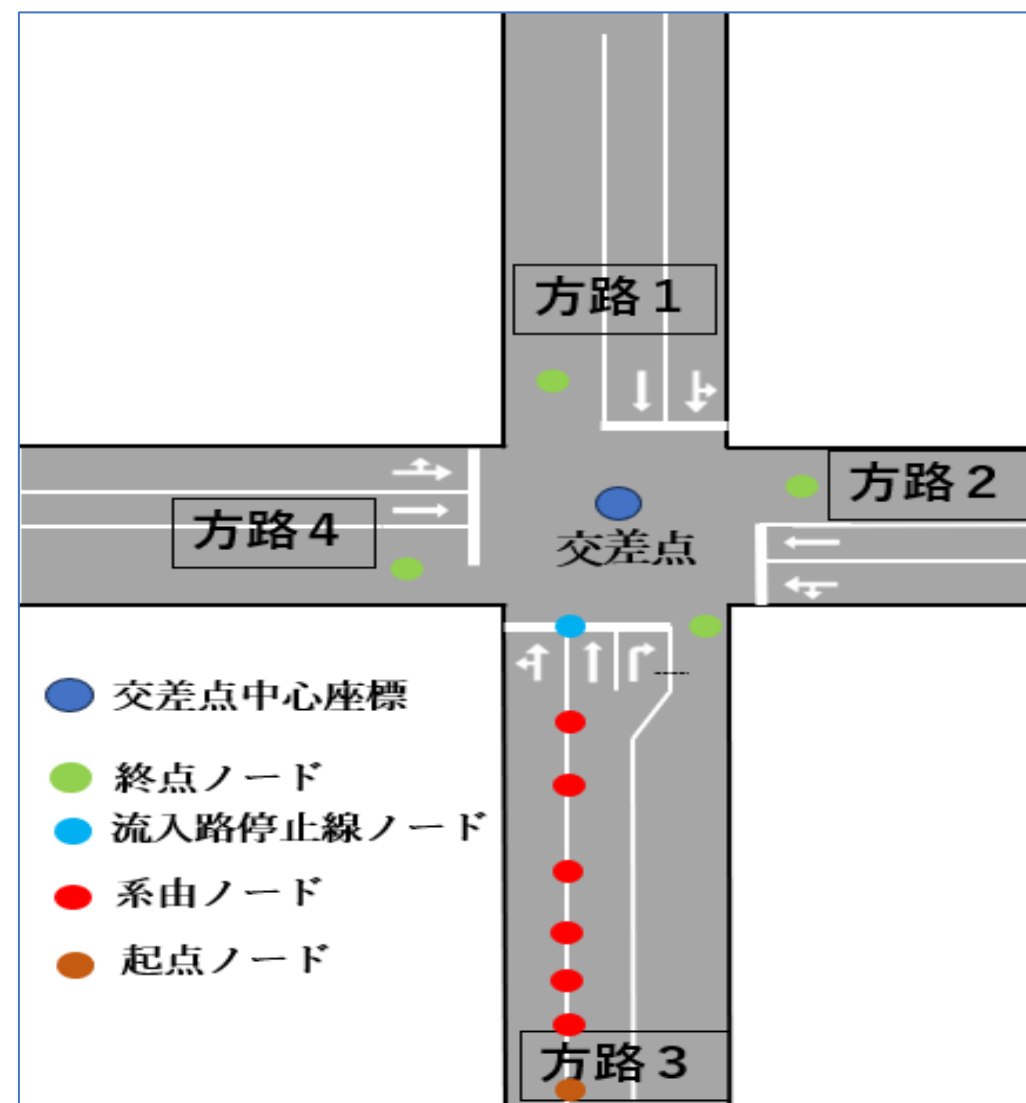 方路１
方路２
方路４
交差点
交差点中心座標
終点ノード
流入路停止線ノード
系由ノード
起点ノード
方路３